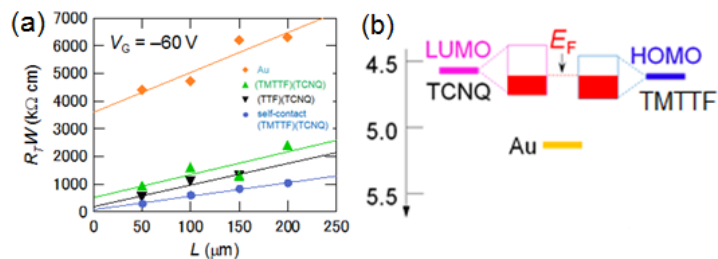 (a)
7000
6000
5000
4000
3000
2000
1000
0
R_T W (kΩ cm)
V_G = −60 V
Au
(TMTTF)(TCNQ)
(TTF)(TCNQ)
self-contact
(TMTTF)(TCNQ)
0 50 100 150 200 250
L (μm)
(b)
4.5
5.0
5.5
LUMO
TCNQ
E_F
HOMO
TMTTF
Au